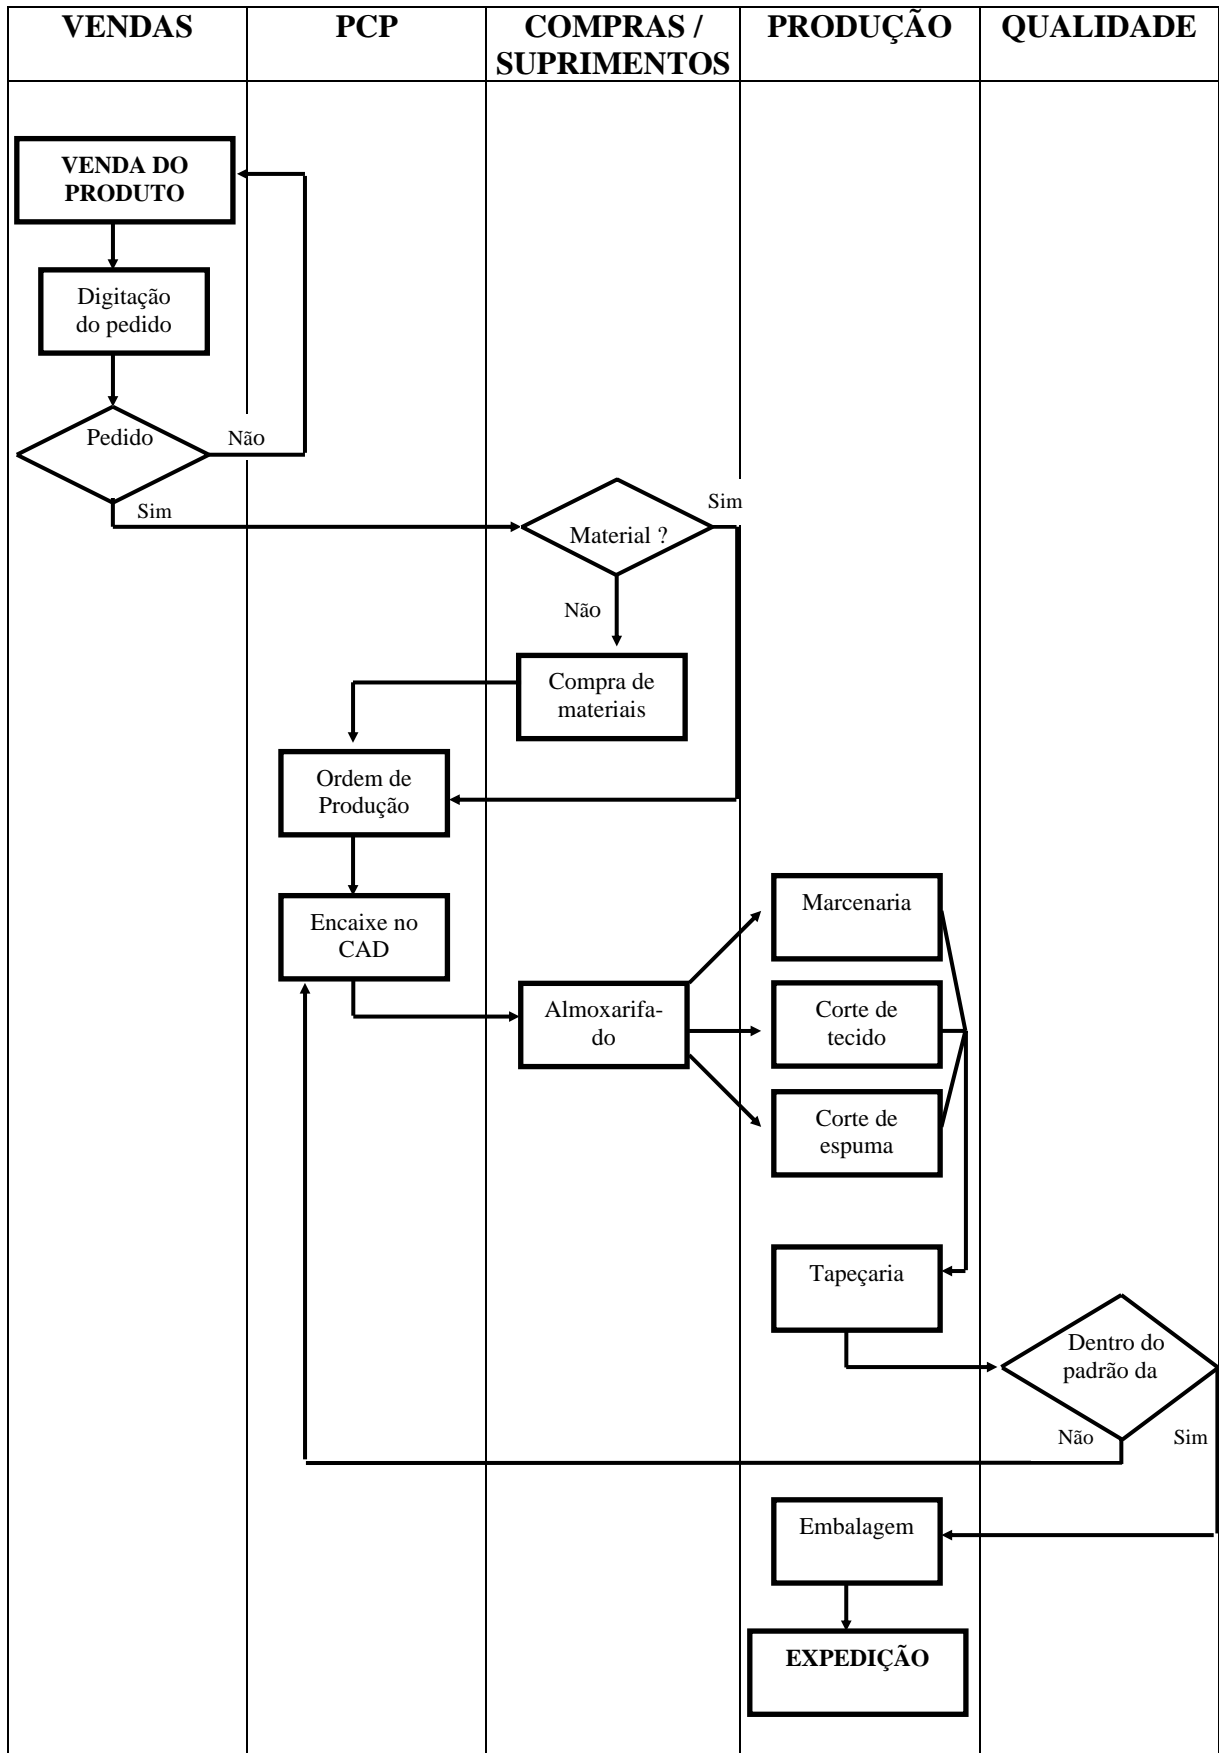 VENDAS
PCP
COMPRAS /
SUPRIMENTOS
PRODUÇÃO
QUALIDADE
VENDA DO
PRODUTO
Digitação
do pedido
Pedido
Não
Sim
Material ?
Sim
Não
Compra de
materiais
Ordem de
Produção
Encaixe no
CAD
Almoxarifa-
do
Marcenaria
Corte de
tecido
Corte de
espuma
Tapeçaria
Dentro do
padrão da
Não
Sim
Embalagem
EXPEDIÇÃO